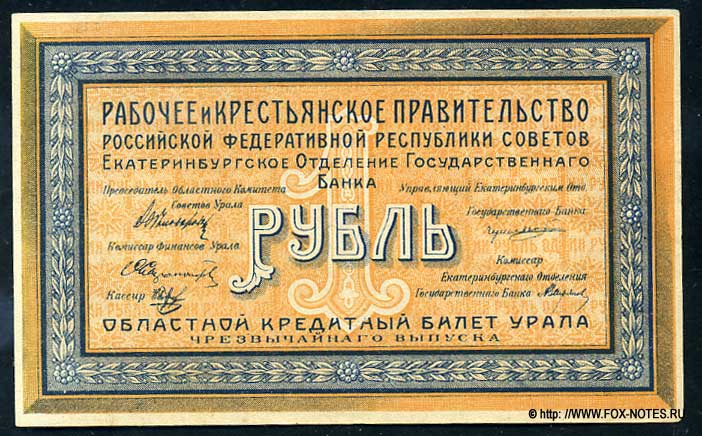 РАБОЧЕЕ И КРЕСТЬЯНСКОЕ ПРАВИТЕЛЬСТВО
РОССИЙСКОЙ ФЕДЕРАТИВНОЙ РЕСПУБЛИКИ СОВЕТОВ
ЕКАТЕРИНБУРГСКОЕ ОТДЕЛЕНИЕ ГОСУДАРСТВЕННАГО
БАНКА
Председатель Областного Комитета
Советов Урала
Управляющий Екатеринбургским Отд.
Государственнаго Банка
1
РУБЛЬ
Комиссар Финансов Урала
Комиссар
Екатеринбургскаго Отделения
Государственнаго Банка
Кассир
ОБЛАСТНОЙ КРЕДИТНЫЙ БИЛЕТ УРАЛА
ЧРЕЗВЫЧАЙНАГО ВЫПУСКА
© http: //WWW.FOX-NOTES.RU